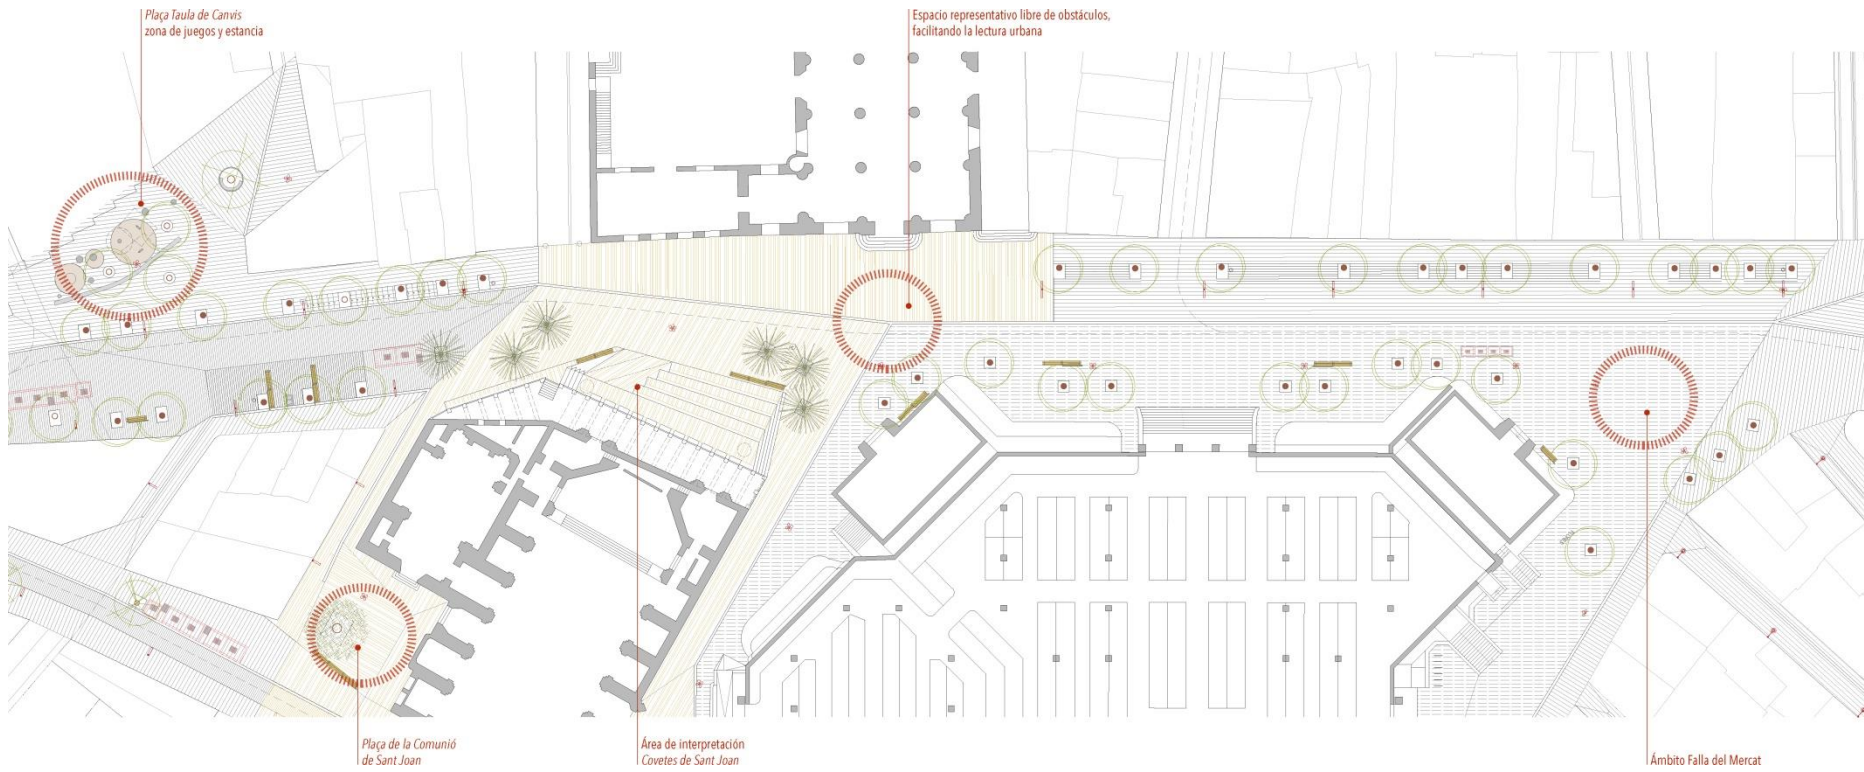 Plaça Taula de Canvis
zona de juegos y estancia
Espacio representativo libre de obstáculos,
facilitando la lectura urbana
Plaça de la Comunió
de Sant Joan
Área de interpretación
Covetes de Sant Joan
Ámbito Falla del Mercat